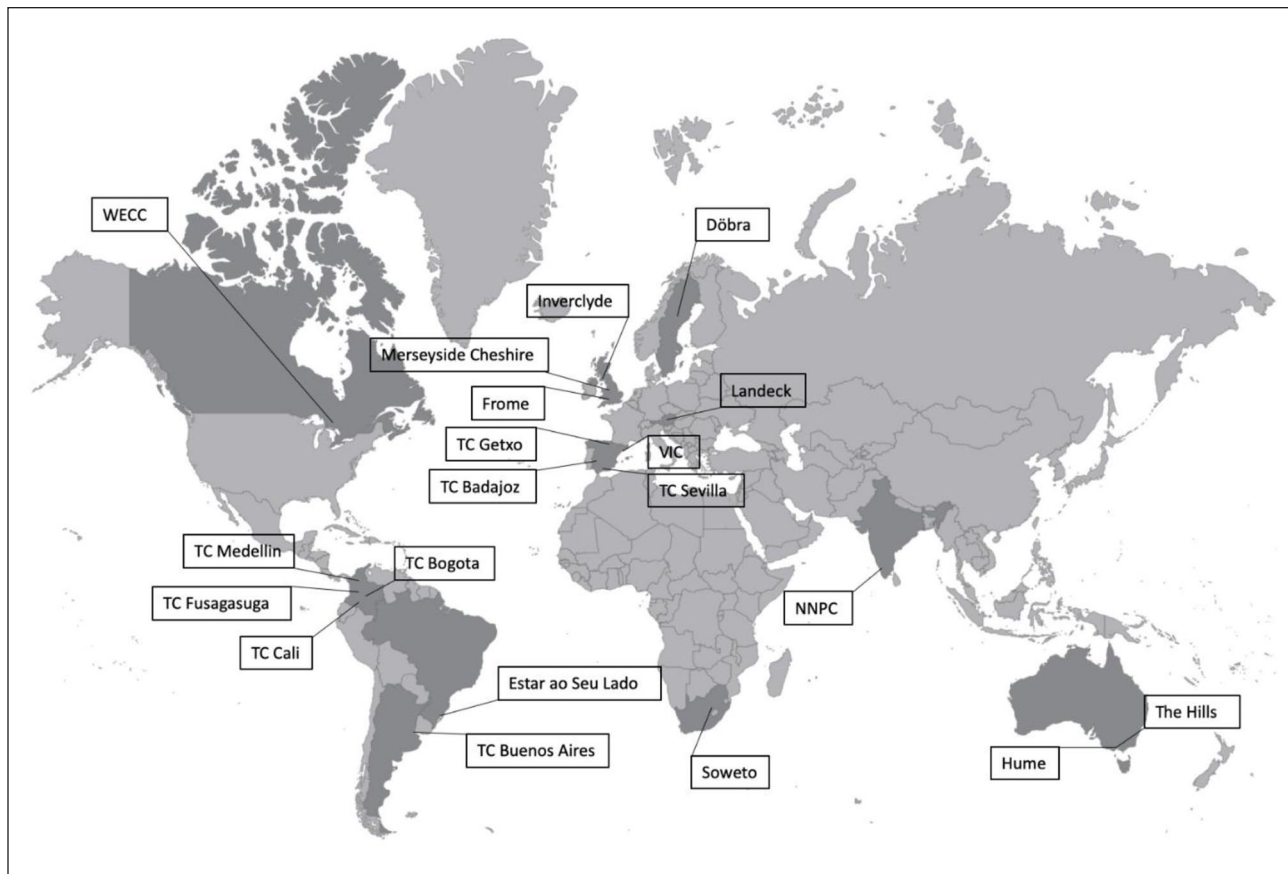 WECC
Döbra
Inverclyde
Merseyside Cheshire
Landeck
Frome
TC Getxo
VIC
TC Badajoz
TC Sevilla
TC Medellin
TC Bogota
TC Fusagasuga
NNPC
TC Cali
Estar ao Seu Lado
The Hills
TC Buenos Aires
Hume
Soweto